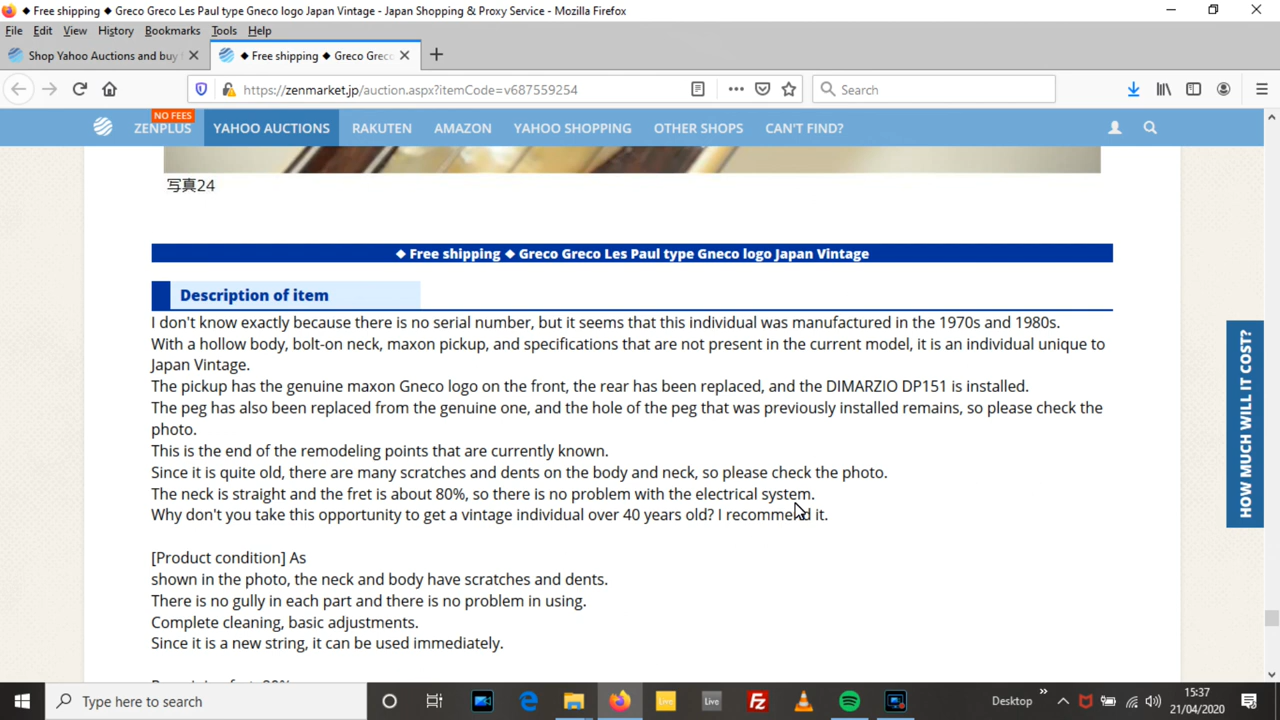 ◆ Free shipping ◆ Greco Greco Les Paul type Gneco logo Japan Vintage - Japan Shopping & Proxy Service - Mozilla Firefox
File Edit View History Bookmarks Tools Help
Shop Yahoo Auctions and buy
◆ Free shipping ◆ Greco Grec
https://zenmarket.jp/auction.aspx?itemCode=v687559254
Search
NO FEES
ZENPLUS YAHOO AUCTIONS RAKUTEN AMAZON YAHOO SHOPPING OTHER SHOPS CAN'T FIND?
写真24
◆ Free shipping ◆ Greco Greco Les Paul type Gneco logo Japan Vintage
Description of item
I don't know exactly because there is no serial number, but it seems that this individual was manufactured in the 1970s and 1980s.
With a hollow body, bolt-on neck, maxon pickup, and specifications that are not present in the current model, it is an individual unique to
Japan Vintage.
The pickup has the genuine maxon Gneco logo on the front, the rear has been replaced, and the DIMARZIO DP151 is installed.
The peg has also been replaced from the genuine one, and the hole of the peg that was previously installed remains, so please check the
photo.
This is the end of the remodeling points that are currently known.
Since it is quite old, there are many scratches and dents on the body and neck, so please check the photo.
The neck is straight and the fret is about 80%, so there is no problem with the electrical system.
Why don't you take this opportunity to get a vintage individual over 40 years old? I recommend it.
[Product condition] As
shown in the photo, the neck and body have scratches and dents.
There is no gully in each part and there is no problem in using.
Complete cleaning, basic adjustments.
Since it is a new string, it can be used immediately.
HOW MUCH WILL IT COST?
Type here to search
Live
Live
Fz
Desktop
15:37
21/04/2020